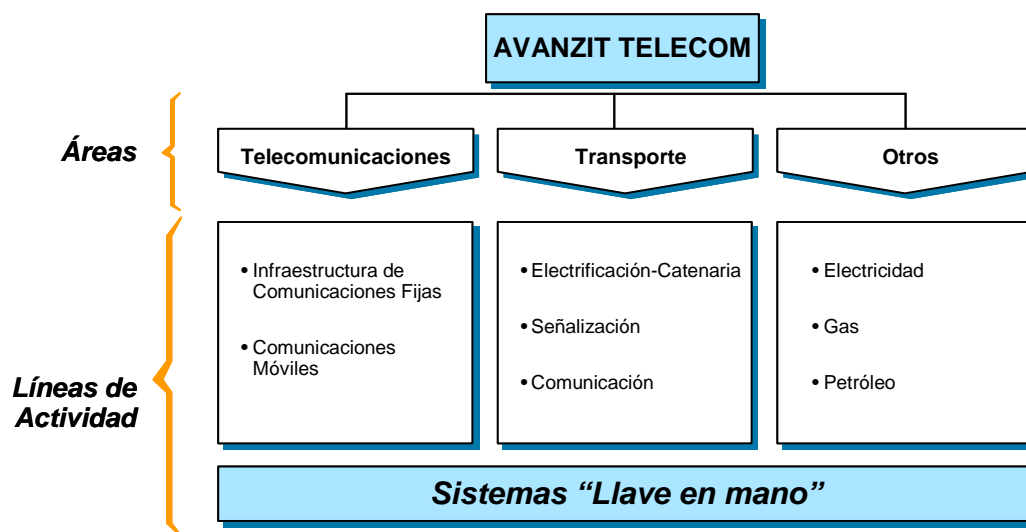 AVANZIT TELECOM
Áreas
Telecomunicaciones
Transporte
Otros
Líneas de
Actividad
• Infraestructura de
Comunicaciones Fijas
• Comunicaciones
Móviles
• Electrificación-Catenaria
• Señalización
• Comunicación
• Electricidad
• Gas
• Petróleo
Sistemas “Llave en mano”